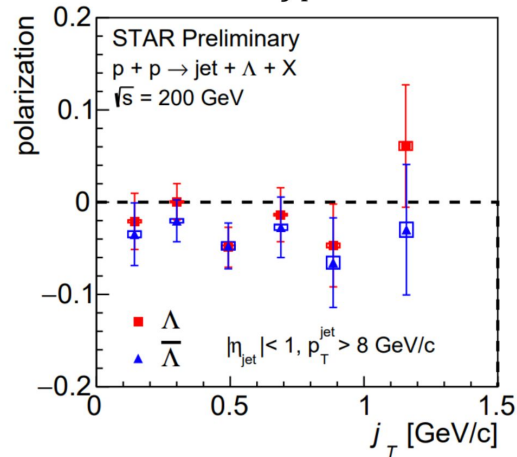 0.2
STAR Preliminary
p + p → jet + Λ + X
√s = 200 GeV
0.1
polarization
0
−0.1
Λ
Λ̅
|η_jet| < 1, p_T^jet > 8 GeV/c
−0.2
0 0.5 1 1.5
j_T [GeV/c]